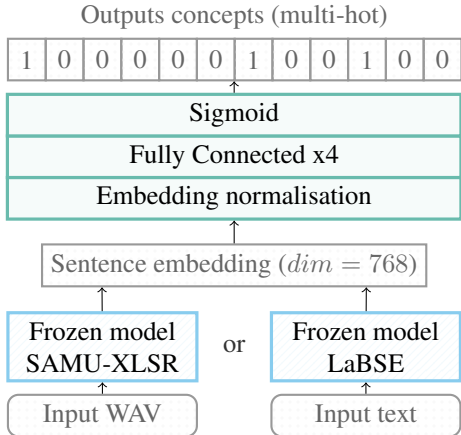 Outputs concepts (multi-hot)
1 0 0 0 0 0 1 0 0 1 0 0
Sigmoid
Fully Connected x4
Embedding normalisation
Sentence embedding (dim = 768)
Frozen model
SAMU-XLSR
or
Frozen model
LaBSE
Input WAV
Input text